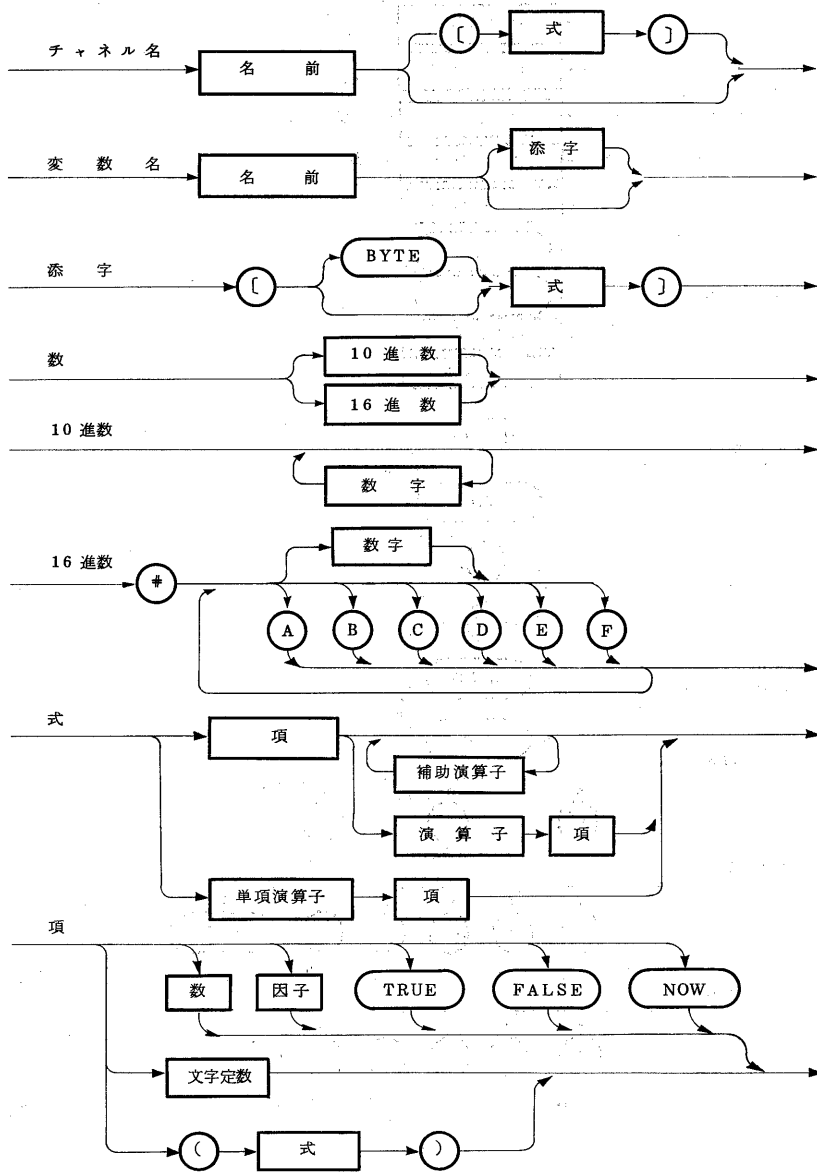 チャネル名
名 前
[ 式 ]
変数名
名 前
添字
添 字
[ BYTE 式 ]
数
10進数
16進数
10進数
数 字
16進数
#
数字
A B C D E F
式
項
補助演算子
演算子 項
単項演算子 項
項
数 因子 TRUE FALSE NOW
文字定数
( 式 )